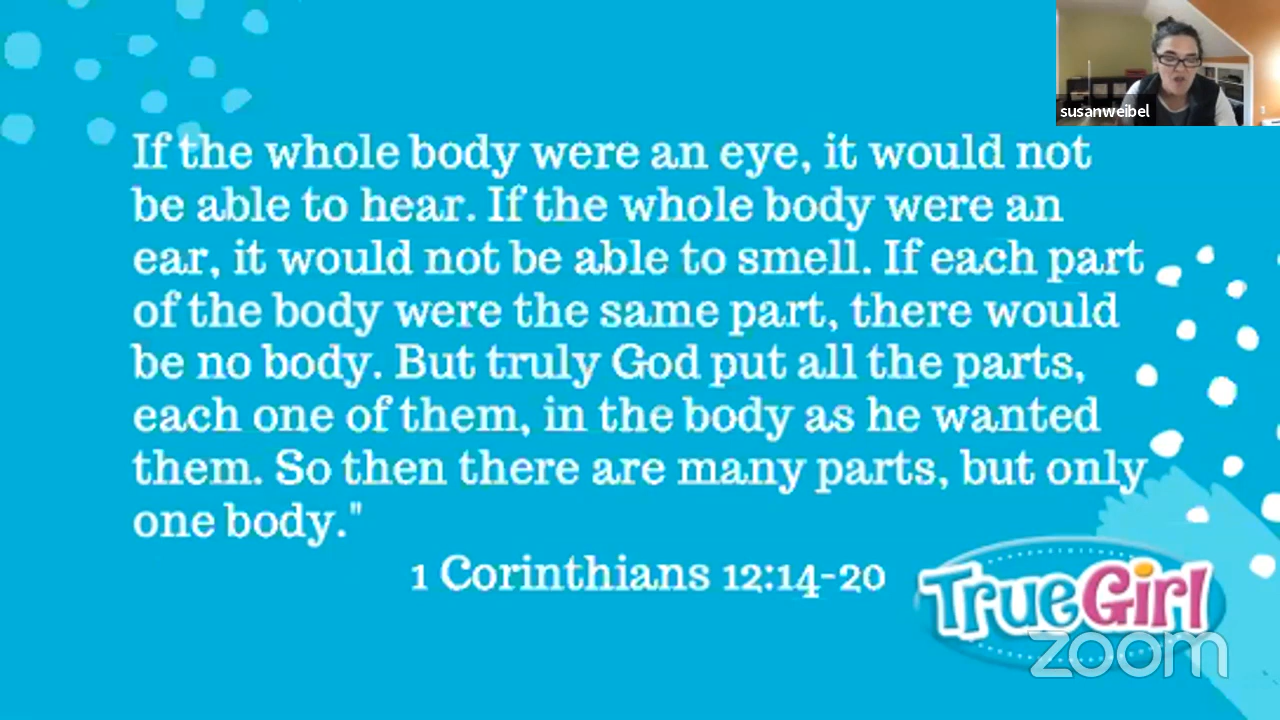 susanweibel
If the whole body were an eye, it would not
be able to hear. If the whole body were an
ear, it would not be able to smell. If each part
of the body were the same part, there would
be no body. But truly God put all the parts,
each one of them, in the body as he wanted
them. So then there are many parts, but only
one body."
1 Corinthians 12:14-20
TrueGirl
zoom